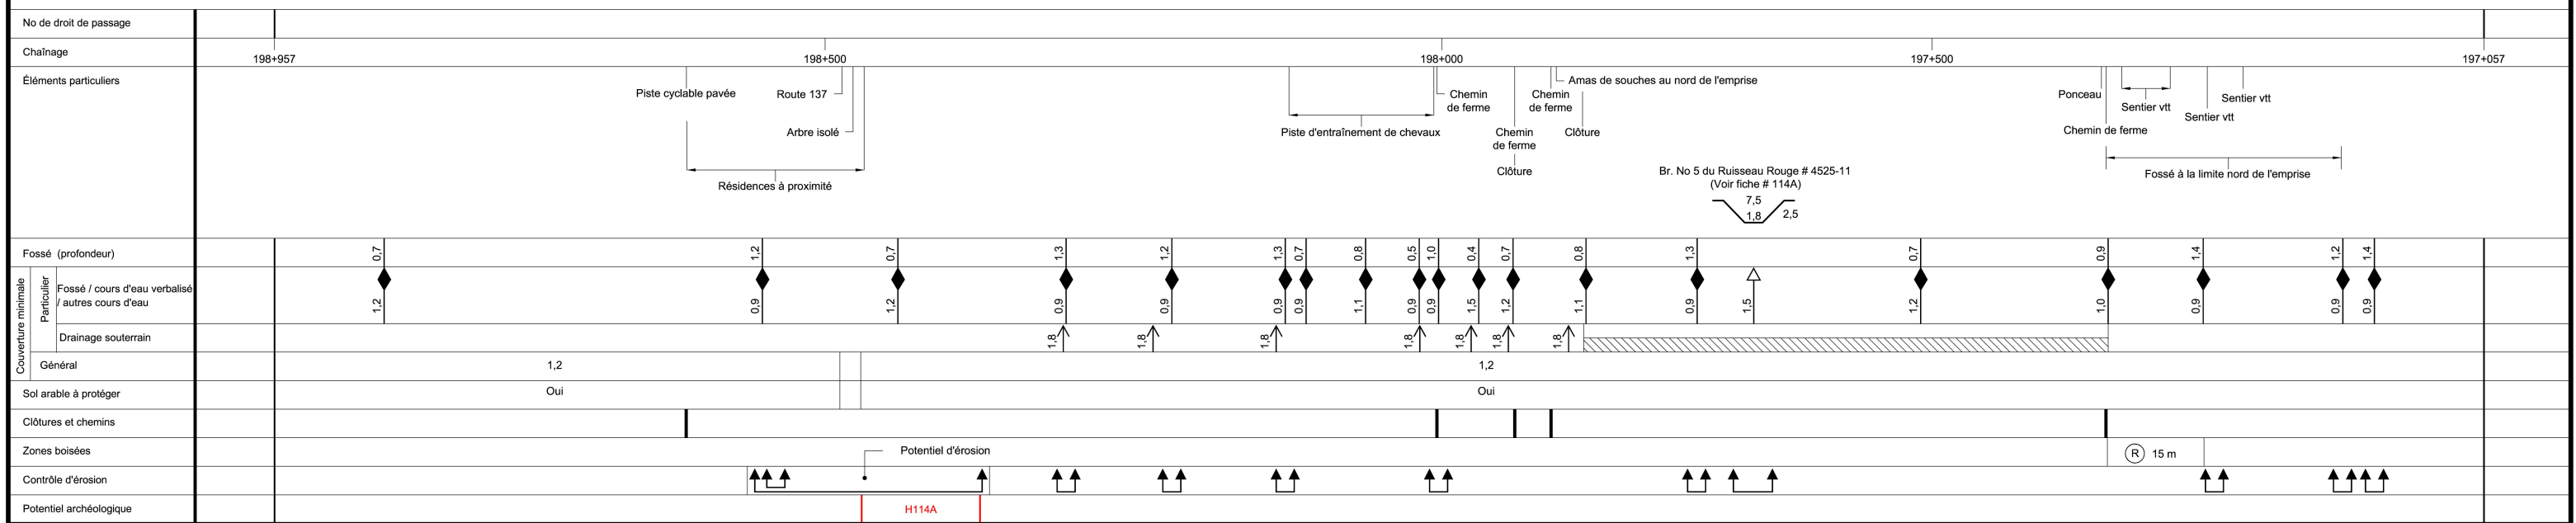 No de droit de passage
Chaînage
198+957 198+500 198+000 197+500 197+057
Éléments particuliers
Piste cyclable pavée
Route 137
Arbre isolé
Résidences à proximité
Piste d'entraînement de chevaux
Chemin
de ferme
Chemin
de ferme
Clôture
Chemin
de ferme
Amas de souches au nord de l'emprise
Clôture
Br. No 5 du Ruisseau Rouge # 4525-11
(Voir fiche # 114A)
7,5
1,8 2,5
Ponceau
Chemin de ferme
Sentier vtt
Sentier vtt
Sentier vtt
Fossé à la limite nord de l'emprise
Fossé (profondeur)
0,7 1,2 0,7 1,3 1,2 1,3 0,7 0,8 0,5 1,0 0,4 0,7 0,8 1,3 0,7 0,9 1,4 1,2 1,4
Couverture minimale
Particulier
Fossé / cours d'eau verbalisé
/ autres cours d'eau
1,2 0,9 1,2 0,9 0,9 0,9 0,9 1,1 0,9 0,9 1,5 1,2 1,1 0,9 1,5 1,2 1,0 0,9 0,9 0,9
Drainage souterrain
1,8 1,8 1,8 1,8 1,8 1,8 1,8
Général
1,2 1,2
Sol arable à protéger
Oui Oui
Clôtures et chemins
Zones boisées
Potentiel d'érosion
R 15 m
Contrôle d'érosion
Potentiel archéologique
H114A